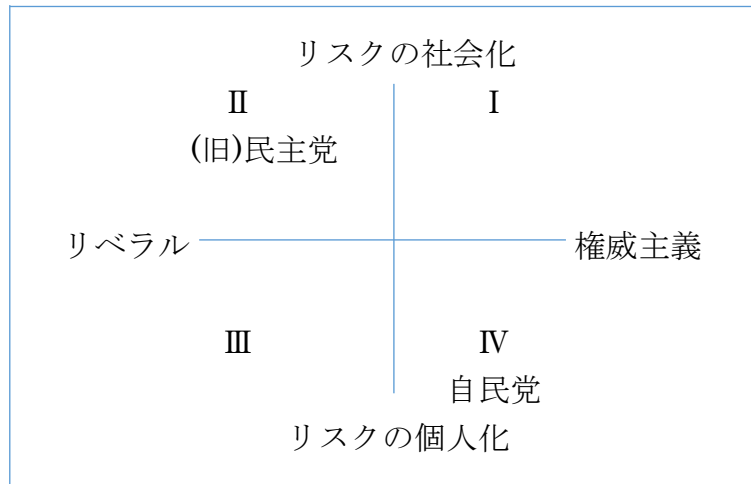 リスクの社会化
Ⅱ Ⅰ
(旧)民主党
リベラル 権威主義
Ⅲ Ⅳ
自民党
リスクの個人化